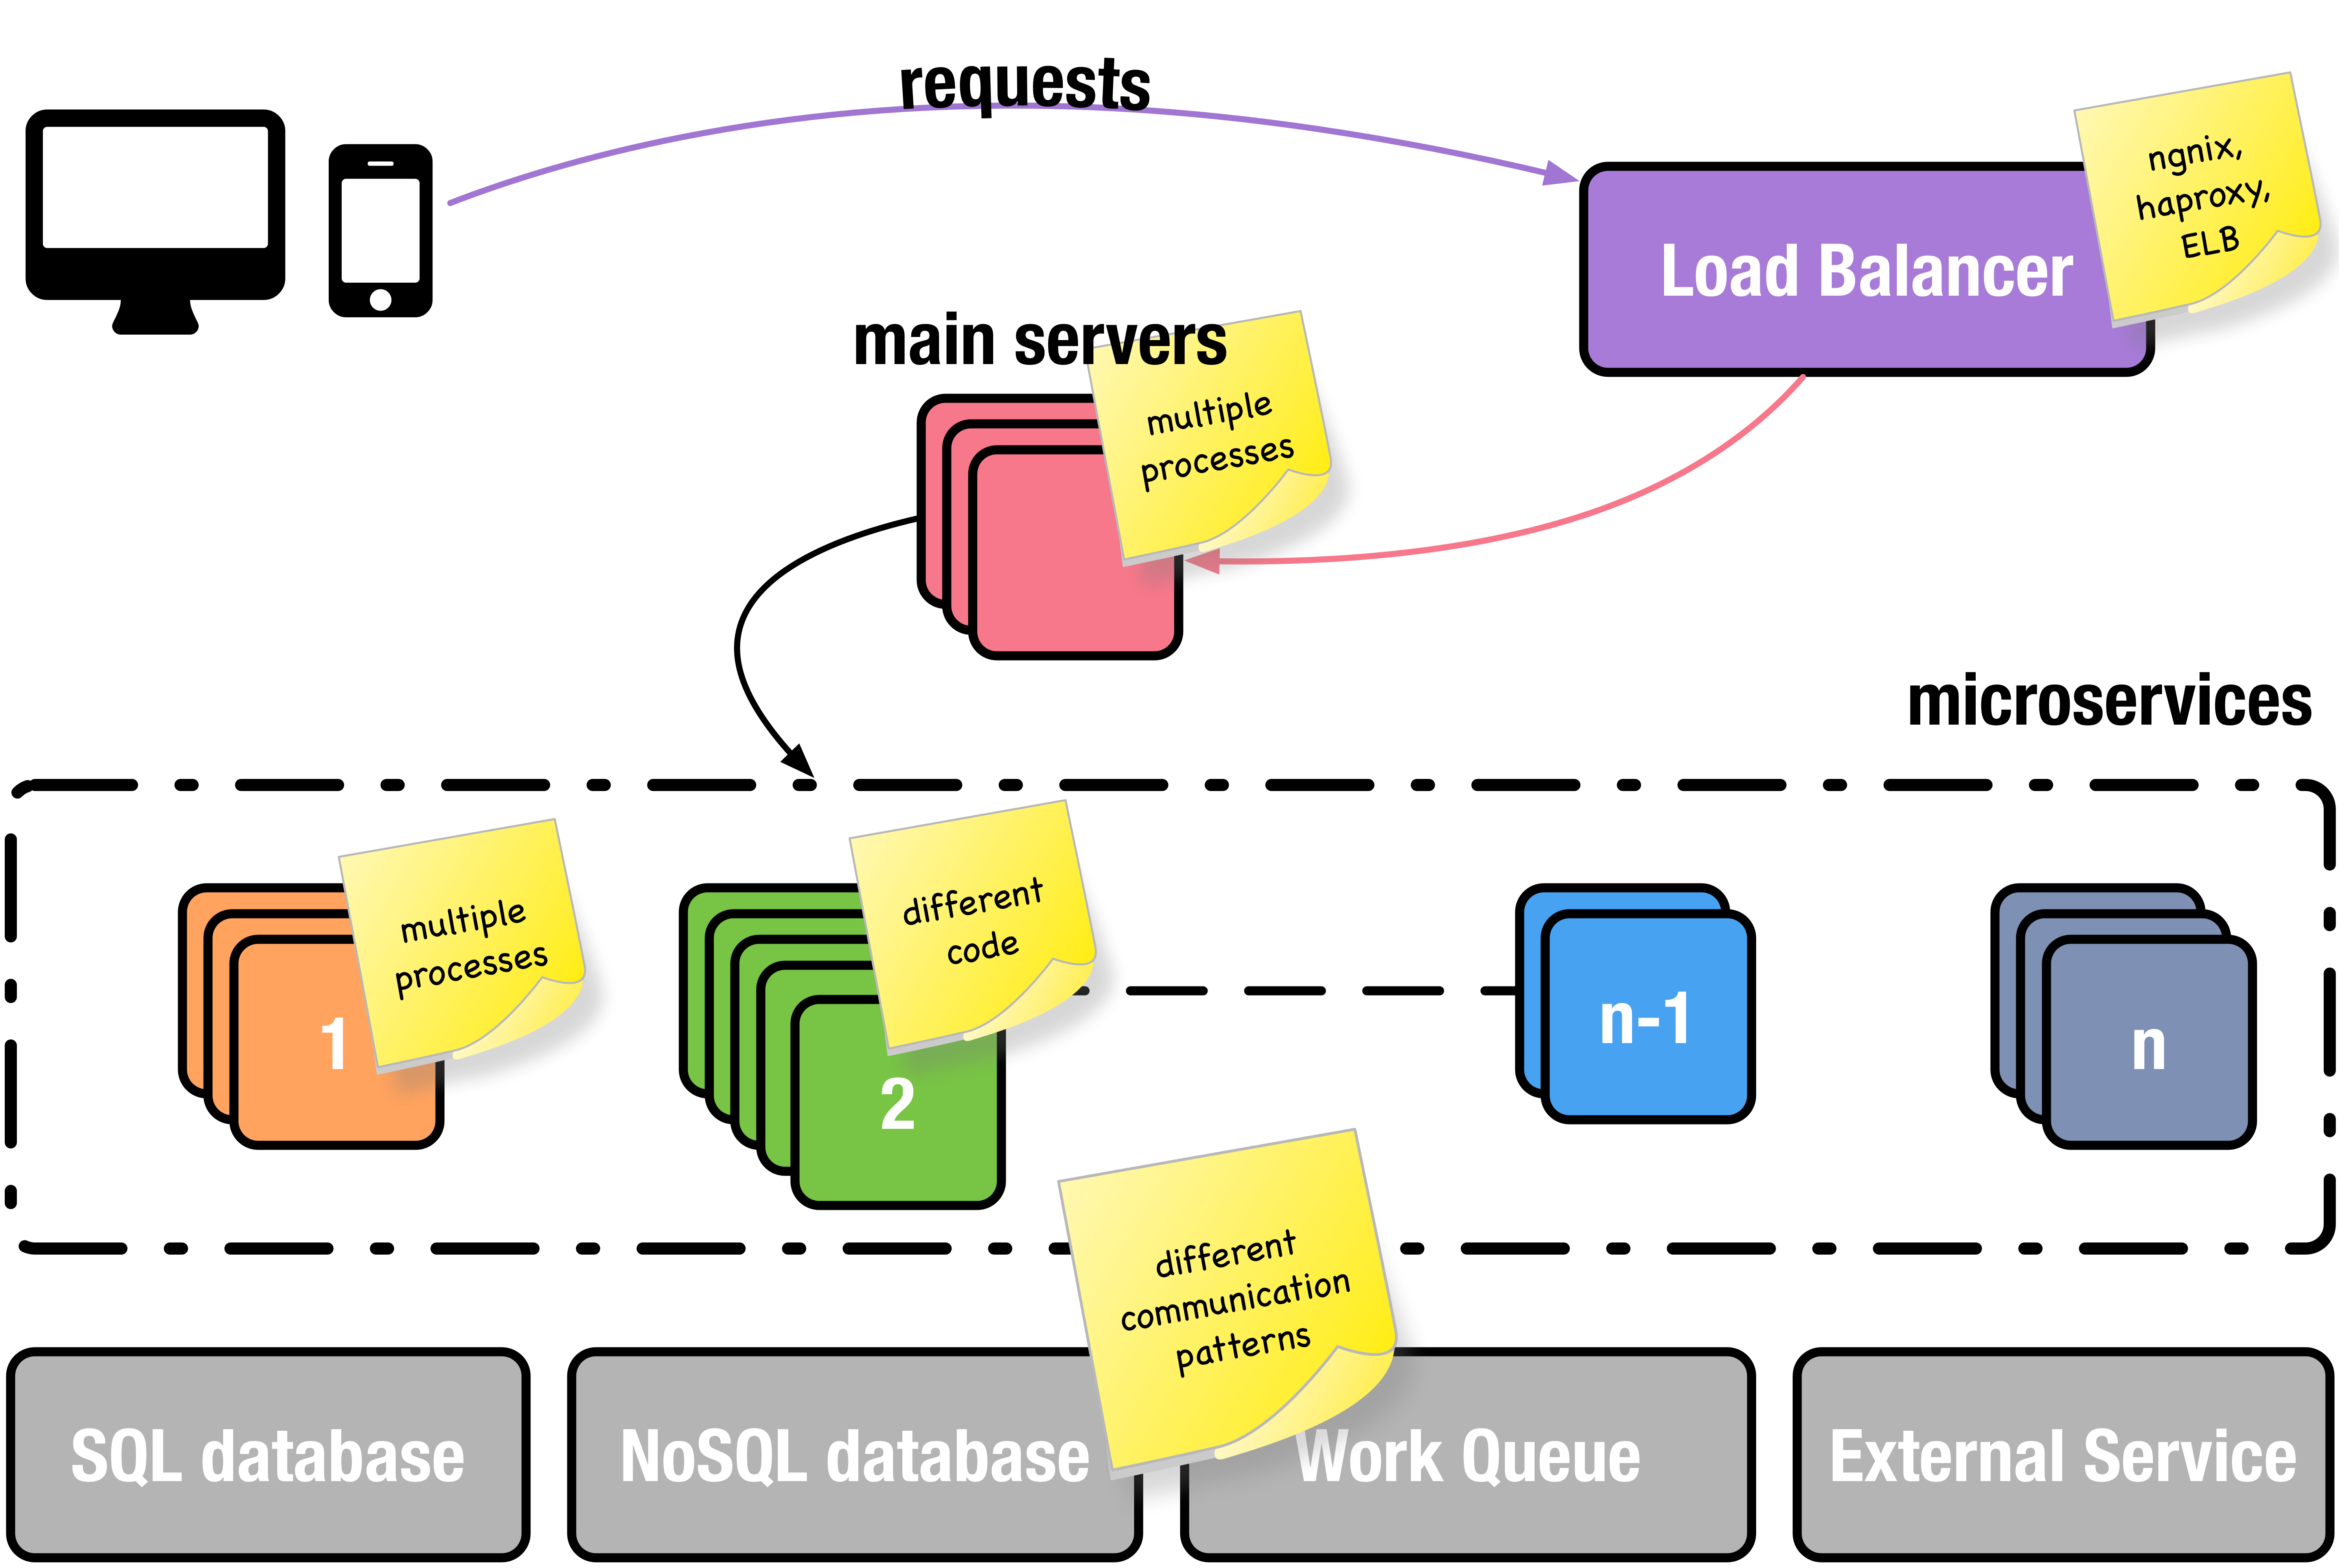 requests
ngnix,
haproxy,
ELB
Load Balancer
main servers
multiple
processes
microservices
multiple
processes
1
different
code
2
n-1
n
different
communication
patterns
SQL database
NoSQL database
Work Queue
External Service